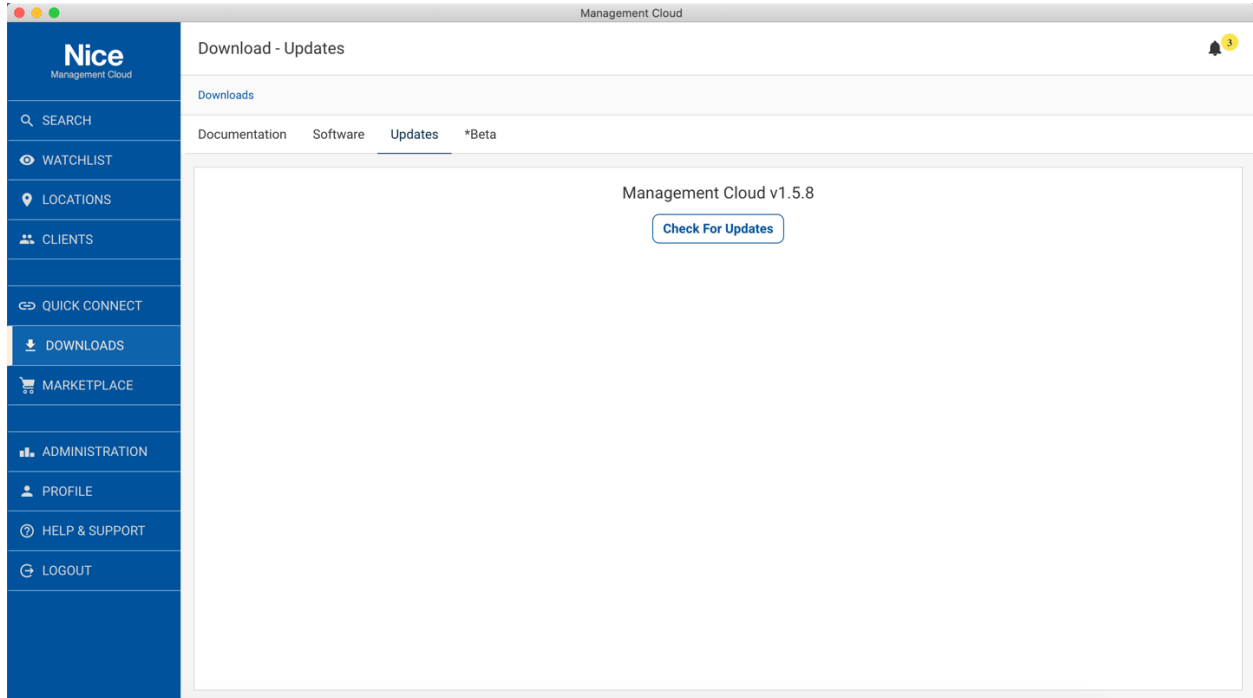 Management Cloud
Nice
Management Cloud
SEARCH
WATCHLIST
LOCATIONS
CLIENTS
QUICK CONNECT
DOWNLOADS
MARKETPLACE
ADMINISTRATION
PROFILE
HELP & SUPPORT
LOGOUT
Download - Updates
3
Downloads
Documentation Software Updates *Beta
Management Cloud v1.5.8
Check For Updates